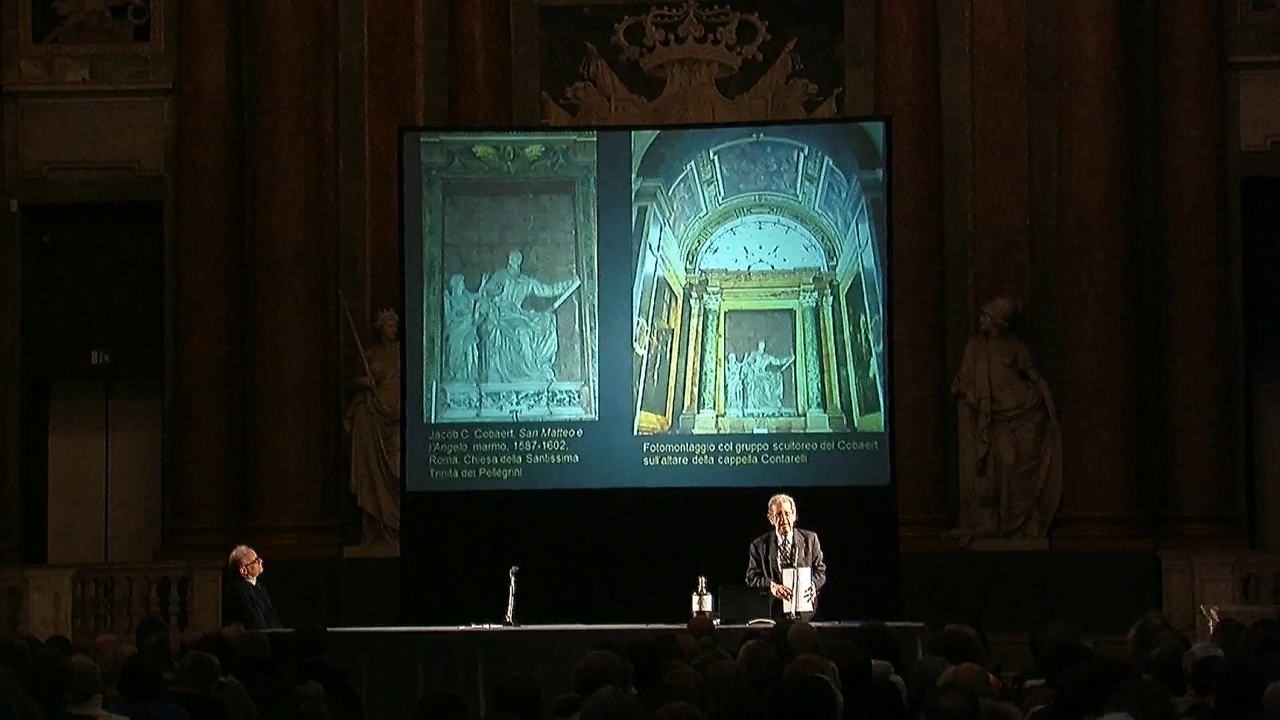 Jacob C. Cobaert, San Matteo e
l'Angelo, marmo, 1587-1602,
Roma, Chiesa della Santissima
Trinità dei Pellegrini
Fotomontaggio col gruppo scultoreo del Cobaert
sull'altare della cappella Contarelli